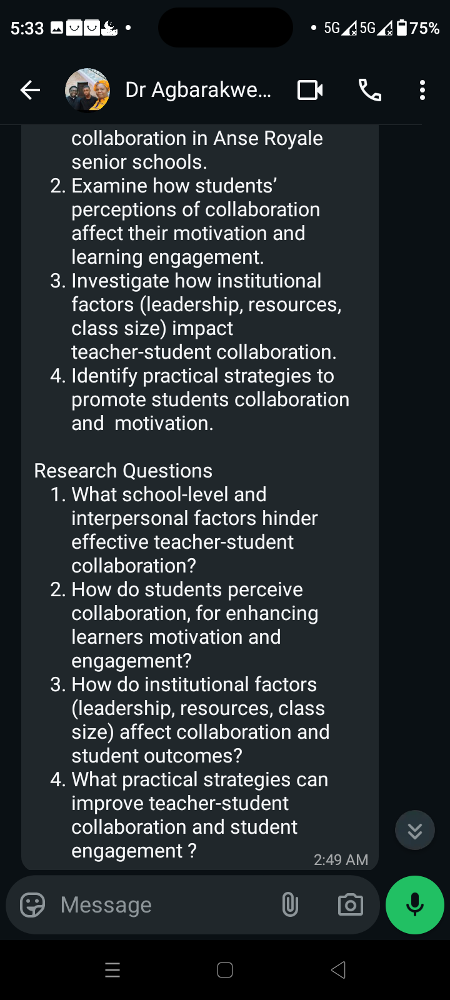 5:33
5G 5G 75%
Dr Agbarakwe...
collaboration in Anse Royale
senior schools.
2. Examine how students’
perceptions of collaboration
affect their motivation and
learning engagement.
3. Investigate how institutional
factors (leadership, resources,
class size) impact
teacher-student collaboration.
4. Identify practical strategies to
promote students collaboration
and  motivation.
Research Questions
1. What school-level and
interpersonal factors hinder
effective teacher-student
collaboration?
2. How do students perceive
collaboration, for enhancing
learners motivation and
engagement?
3. How do institutional factors
(leadership, resources, class
size) affect collaboration and
student outcomes?
4. What practical strategies can
improve teacher-student
collaboration and student
engagement ?
2:49 AM
Message